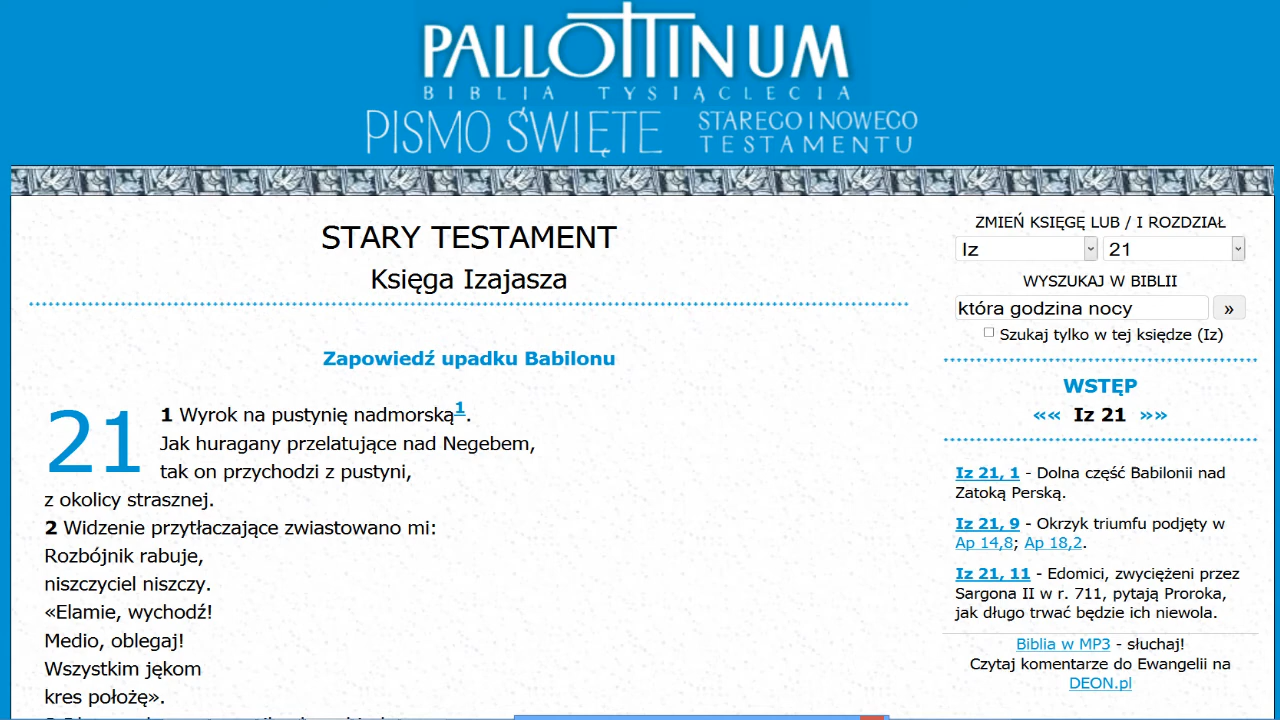 PALLOTTINUM
BIBLIA TYSIĄCLECIA
PISMO ŚWIĘTE STAREGO I NOWEGO TESTAMENTU
STARY TESTAMENT
Księga Izajasza
Zapowiedź upadku Babilonu
21
1 Wyrok na pustynię nadmorską1.
Jak huragany przelatujące nad Negebem,
tak on przychodzi z pustyni,
z okolicy strasznej.
2 Widzenie przytłaczające zwiastowano mi:
Rozbójnik rabuje,
niszczyciel niszczy.
«Elamie, wychodź!
Medio, oblegaj!
Wszystkim jękom
kres położę».
ZMIEŃ KSIĘGĘ LUB / I ROZDZIAŁ
Iz 21
WYSZUKAJ W BIBLII
która godzina nocy »
Szukaj tylko w tej księdze (Iz)
WSTĘP
«« Iz 21 »»
Iz 21, 1 - Dolna część Babilonii nad
Zatoką Perską.
Iz 21, 9 - Okrzyk triumfu podjęty w
Ap 14,8; Ap 18,2.
Iz 21, 11 - Edomici, zwyciężeni przez
Sargona II w r. 711, pytają Proroka,
jak długo trwać będzie ich niewola.
Biblia w MP3 - słuchaj!
Czytaj komentarze do Ewangelii na
DEON.pl